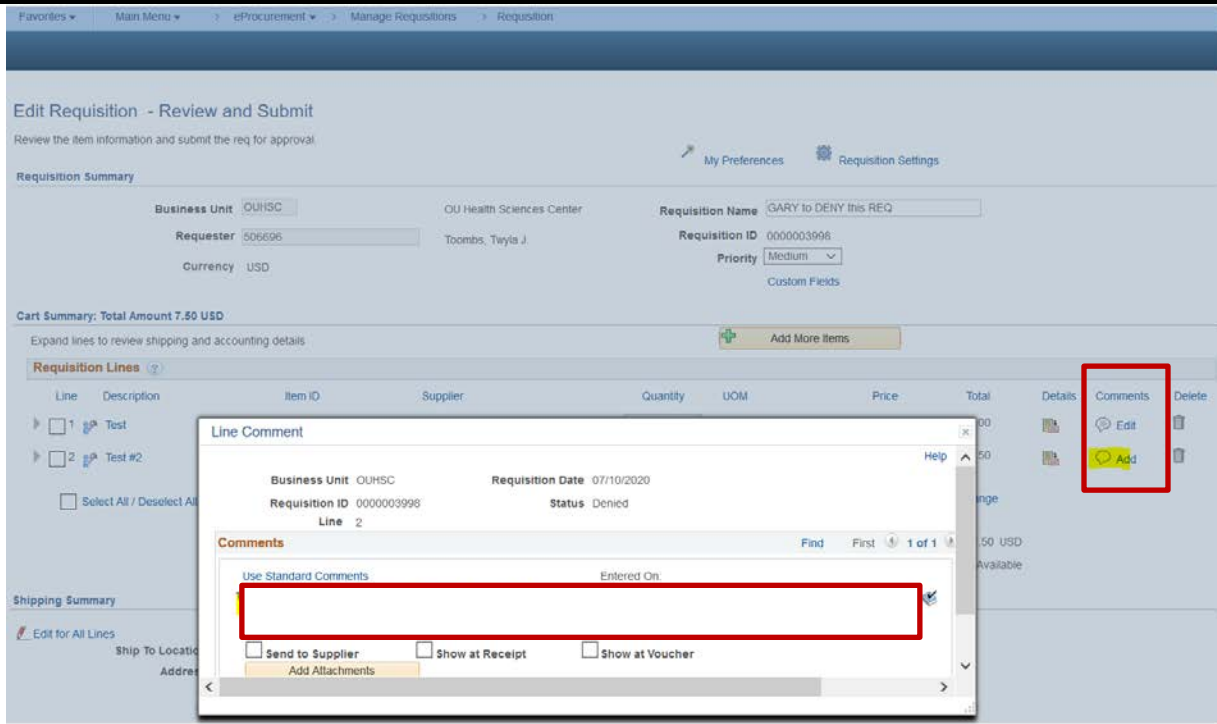 Favorites Main Menu > eProcurement > Manage Requisitions > Requisition
Edit Requisition - Review and Submit
Review the item information and submit the req for approval.
My Preferences Requisition Settings
Requisition Summary
Business Unit OUHSC OU Health Sciences Center Requisition Name GARY to DENY this REQ
Requester 506696 Toombs, Twyla J. Requisition ID 0000003998
Priority Medium
Currency USD
Custom Fields
Cart Summary: Total Amount 7.50 USD
Expand lines to review shipping and accounting details Add More Items
Requisition Lines
Line Description Item ID Supplier Quantity UOM Price Total Details Comments Delete
1 Test 00 Edit
2 Test #2 50 Add
Select All / Deselect All
Line Comment
Help
Business Unit OUHSC Requisition Date 07/10/2020
Requisition ID 0000003998 Status Denied
Line 2
Comments Find First 1 of 1
.50 USD
Available
Use Standard Comments Entered On:
Shipping Summary
Edit for All Lines
Send to Supplier Show at Receipt Show at Voucher
Add Attachments